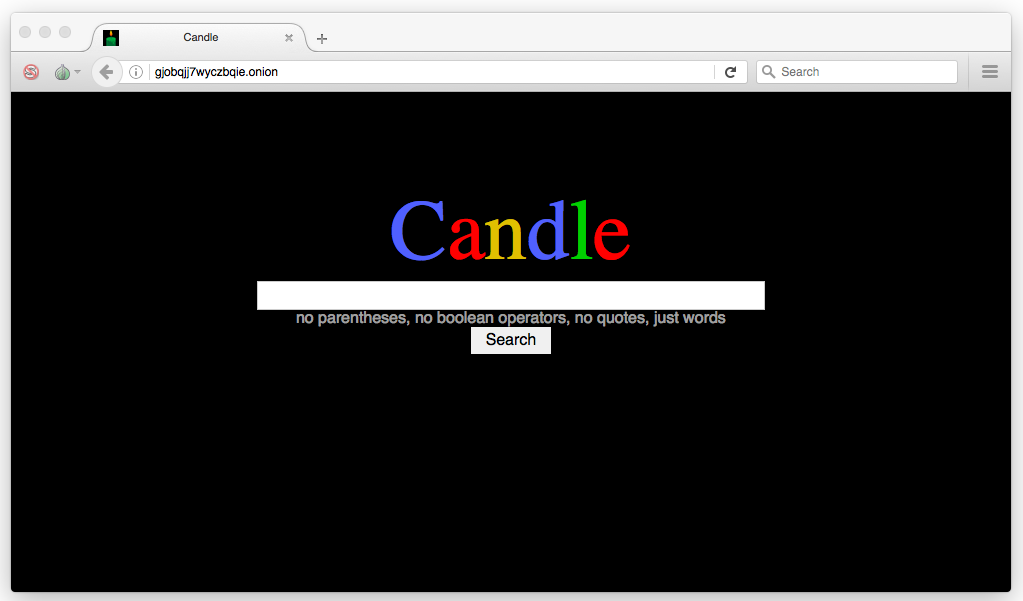 Candle
gjobqjj7wyczbqie.onion
Search
Candle
no parentheses, no boolean operators, no quotes, just words
Search